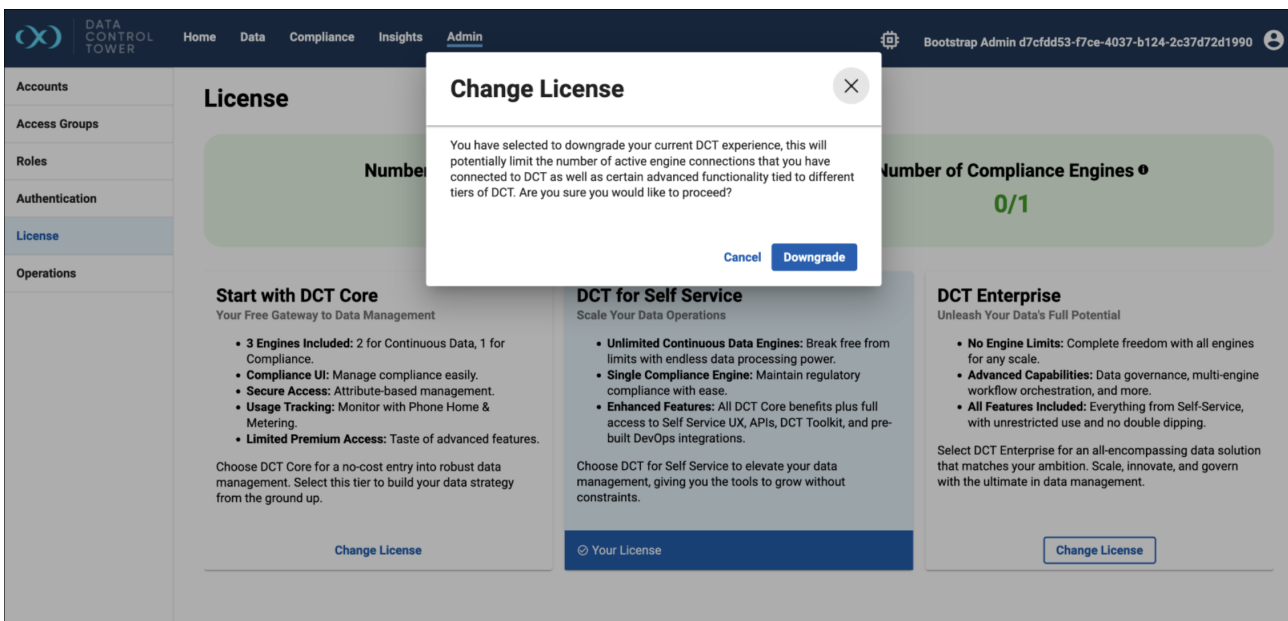 DATA
CONTROL
TOWER
Home
Data
Compliance
Insights
Admin
Bootstrap Admin d7cfdd53-f7ce-4037-b124-2c37d72d1990
Accounts
Access Groups
Roles
Authentication
License
Operations
License
Number
Number of Compliance Engines
0/1
Change License
You have selected to downgrade your current DCT experience, this will
potentially limit the number of active engine connections that you have
connected to DCT as well as certain advanced functionality tied to different
tiers of DCT. Are you sure you would like to proceed?
Cancel
Downgrade
Start with DCT Core
Your Free Gateway to Data Management
• 3 Engines Included: 2 for Continuous Data, 1 for
Compliance.
• Compliance UI: Manage compliance easily.
• Secure Access: Attribute-based management.
• Usage Tracking: Monitor with Phone Home &
Metering.
• Limited Premium Access: Taste of advanced features.
Choose DCT Core for a no-cost entry into robust data
management. Select this tier to build your data strategy
from the ground up.
Change License
DCT for Self Service
Scale Your Data Operations
• Unlimited Continuous Data Engines: Break free from
limits with endless data processing power.
• Single Compliance Engine: Maintain regulatory
compliance with ease.
• Enhanced Features: All DCT Core benefits plus full
access to Self Service UX, APIs, DCT Toolkit, and pre-
built DevOps integrations.
Choose DCT for Self Service to elevate your data
management, giving you the tools to grow without
constraints.
Your License
DCT Enterprise
Unleash Your Data's Full Potential
• No Engine Limits: Complete freedom with all engines
for any scale.
• Advanced Capabilities: Data governance, multi-engine
workflow orchestration, and more.
• All Features Included: Everything from Self-Service,
with unrestricted use and no double dipping.
Select DCT Enterprise for an all-encompassing data solution
that matches your ambition. Scale, innovate, and govern
with the ultimate in data management.
Change License